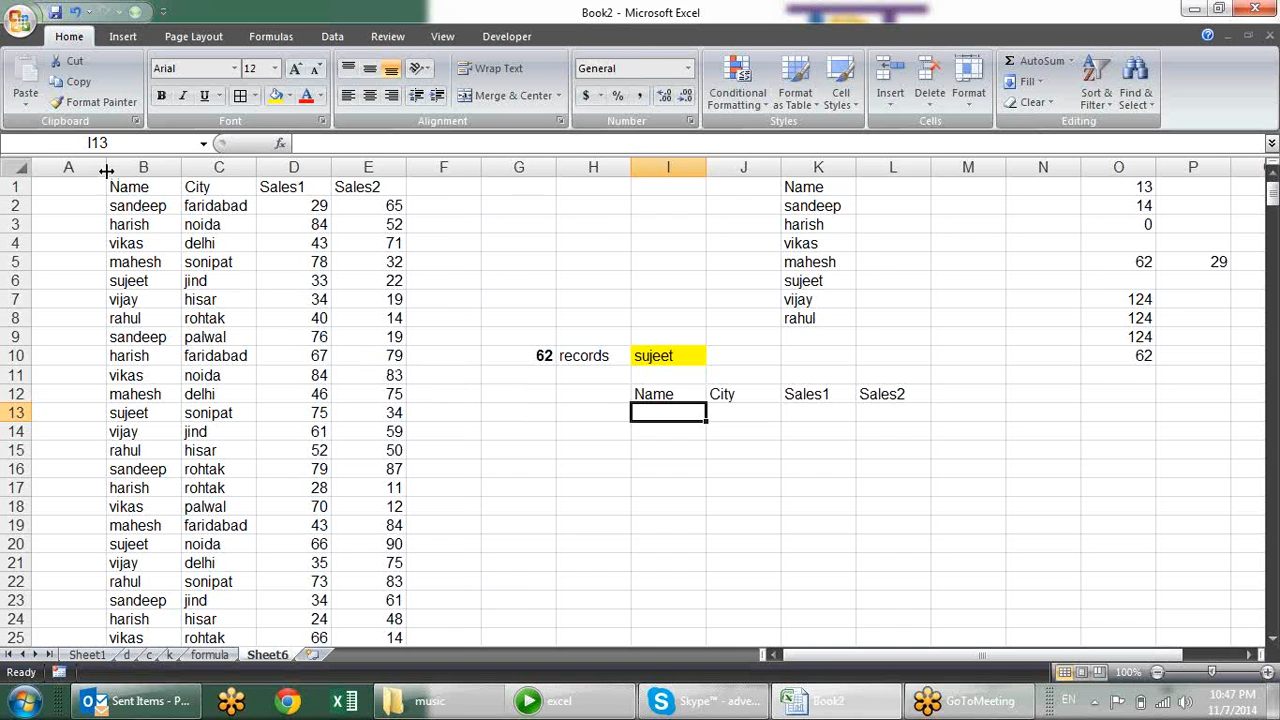 Book2 - Microsoft Excel
Home Insert Page Layout Formulas Data Review View Developer
Paste Cut Copy Format Painter Clipboard
Arial 12 B I U A A A Font
Wrap Text Merge & Center Alignment
General $ % , Number
Conditional Formatting Format as Table Cell Styles Styles
Insert Delete Format Cells
AutoSum Fill Clear Sort & Filter Find & Select Editing
I13 fx
A B C D E F G H I J K L M N O P
1 Name City Sales1 Sales2 Name 13
2 sandeep faridabad 29 65 sandeep 14
3 harish noida 84 52 harish 0
4 vikas delhi 43 71 vikas
5 mahesh sonipat 78 32 mahesh 62 29
6 sujeet jind 33 22 sujeet
7 vijay hisar 34 19 vijay 124
8 rahul rohtak 40 14 rahul 124
9 sandeep palwal 76 19 124
10 harish faridabad 67 79 62 records sujeet 62
11 vikas noida 84 83
12 mahesh delhi 46 75 Name City Sales1 Sales2
13 sujeet sonipat 75 34
14 vijay jind 61 59
15 rahul hisar 52 50
16 sandeep rohtak 79 87
17 harish rohtak 28 11
18 vikas palwal 70 12
19 mahesh faridabad 43 84
20 sujeet noida 66 90
21 vijay delhi 35 75
22 rahul sonipat 73 83
23 sandeep jind 34 61
24 harish hisar 24 48
25 vikas rohtak 66 14
Sheet1 d c k formula Sheet6
Ready 100%
Sent Items - P... music excel Skype™ - adve... Book2 GoToMeeting EN 10:47 PM
11/7/2014